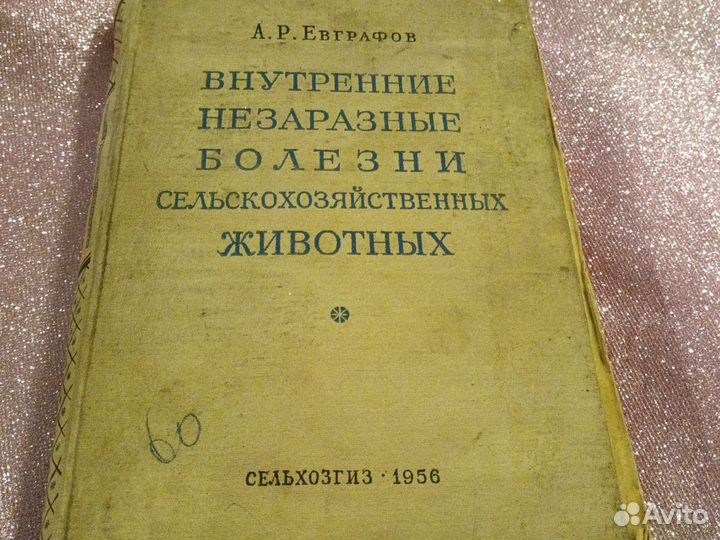 А. Р. Евграфов
ВНУТРЕННИЕ
НЕЗАРАЗНЫЕ
БОЛЕЗНИ
СЕЛЬСКОХОЗЯЙСТВЕННЫХ
ЖИВОТНЫХ
60
СЕЛЬХОЗГИЗ · 1956
Avito